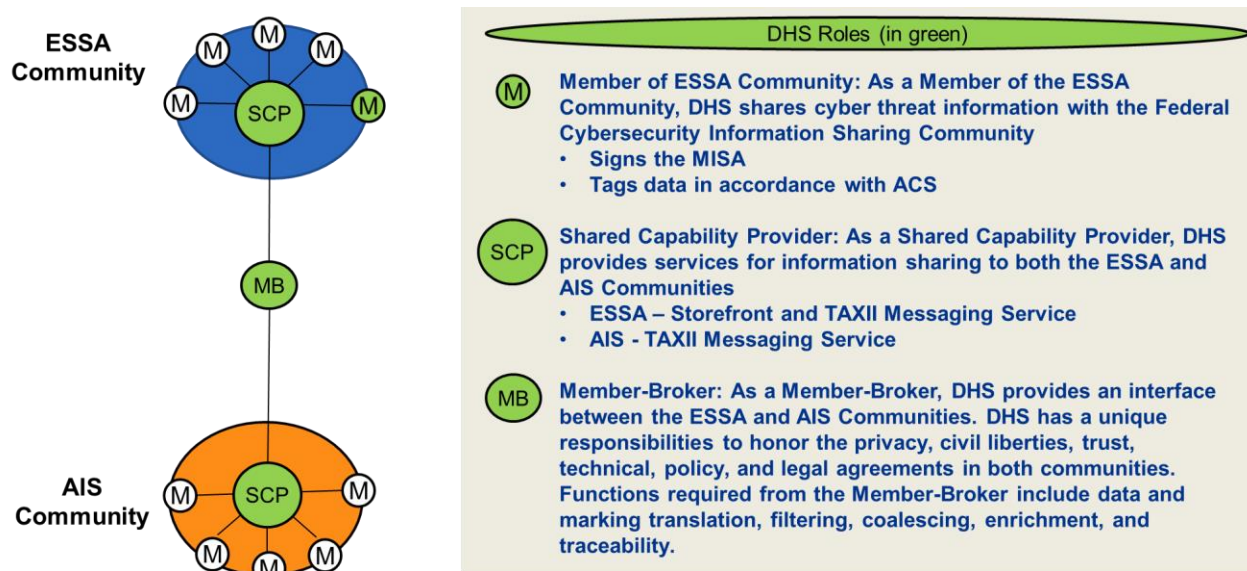 ESSA
Community
M
M
M
M
M
SCP
MB
AIS
Community
SCP
M
M
M
M
M
DHS Roles (in green)
M
Member of ESSA Community: As a Member of the ESSA
Community, DHS shares cyber threat information with the Federal
Cybersecurity Information Sharing Community
• Signs the MISA
• Tags data in accordance with ACS
SCP
Shared Capability Provider: As a Shared Capability Provider, DHS
provides services for information sharing to both the ESSA and
AIS Communities
• ESSA – Storefront and TAXII Messaging Service
• AIS - TAXII Messaging Service
MB
Member-Broker: As a Member-Broker, DHS provides an interface
between the ESSA and AIS Communities. DHS has a unique
responsibilities to honor the privacy, civil liberties, trust,
technical, policy, and legal agreements in both communities.
Functions required from the Member-Broker include data and
marking translation, filtering, coalescing, enrichment, and
traceability.